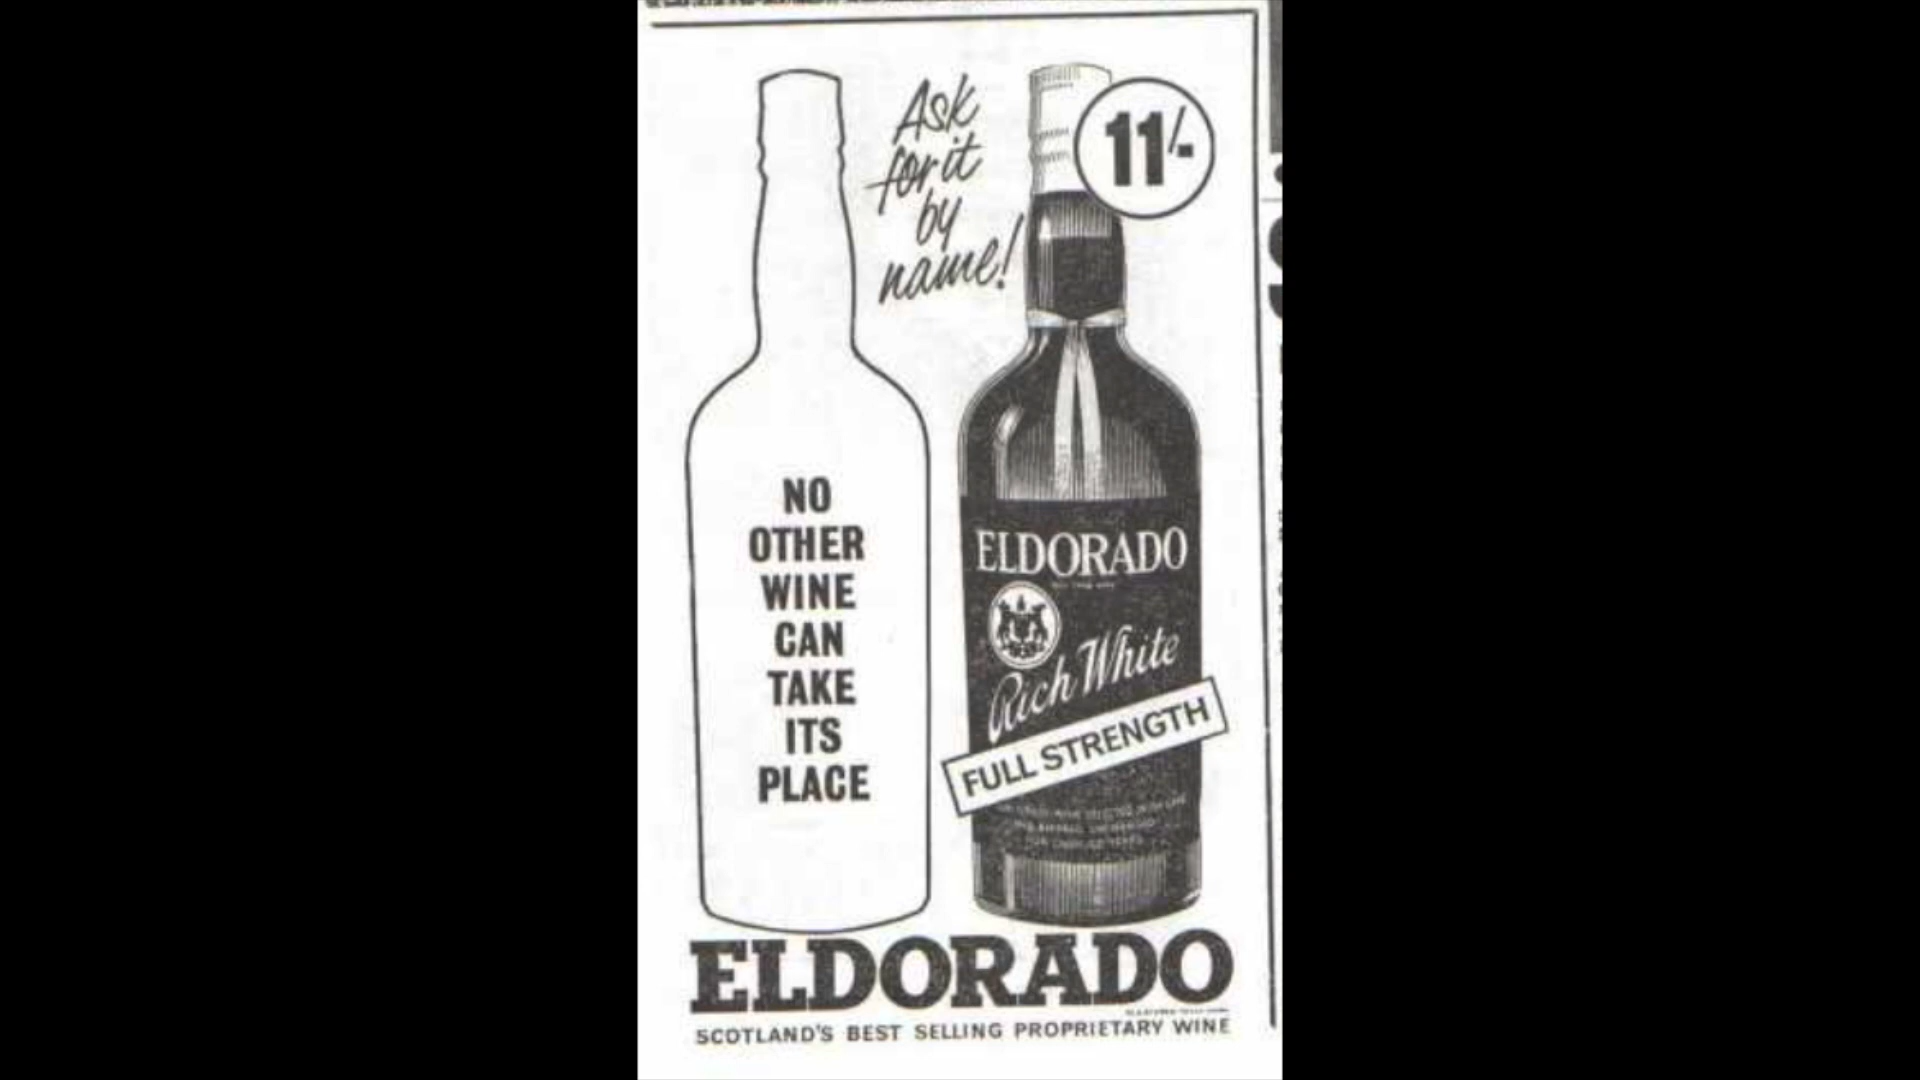 Ask
for it
by
name!
11/-
NO
OTHER
WINE
CAN
TAKE
ITS
PLACE
ELDORADO
Rich White
FULL STRENGTH
ELDORADO
SCOTLAND'S BEST SELLING PROPRIETARY WINE